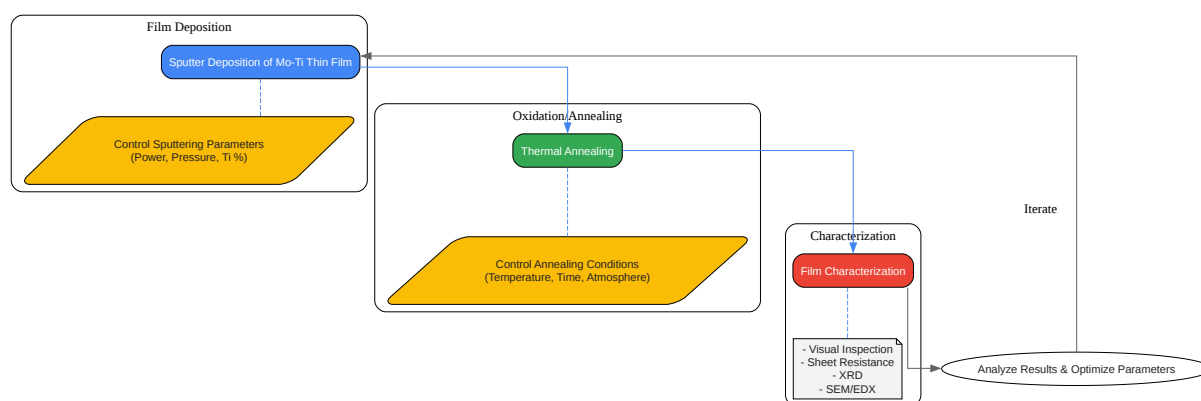 Film Deposition
Sputter Deposition of Mo-Ti Thin Film
Control Sputtering Parameters
(Power, Pressure, Ti %)
Oxidation/Annealing
Thermal Annealing
Control Annealing Conditions
(Temperature, Time, Atmosphere)
Iterate
Characterization
Film Characterization
- Visual Inspection
- Sheet Resistance
- XRD
- SEM/EDX
Analyze Results & Optimize Parameters